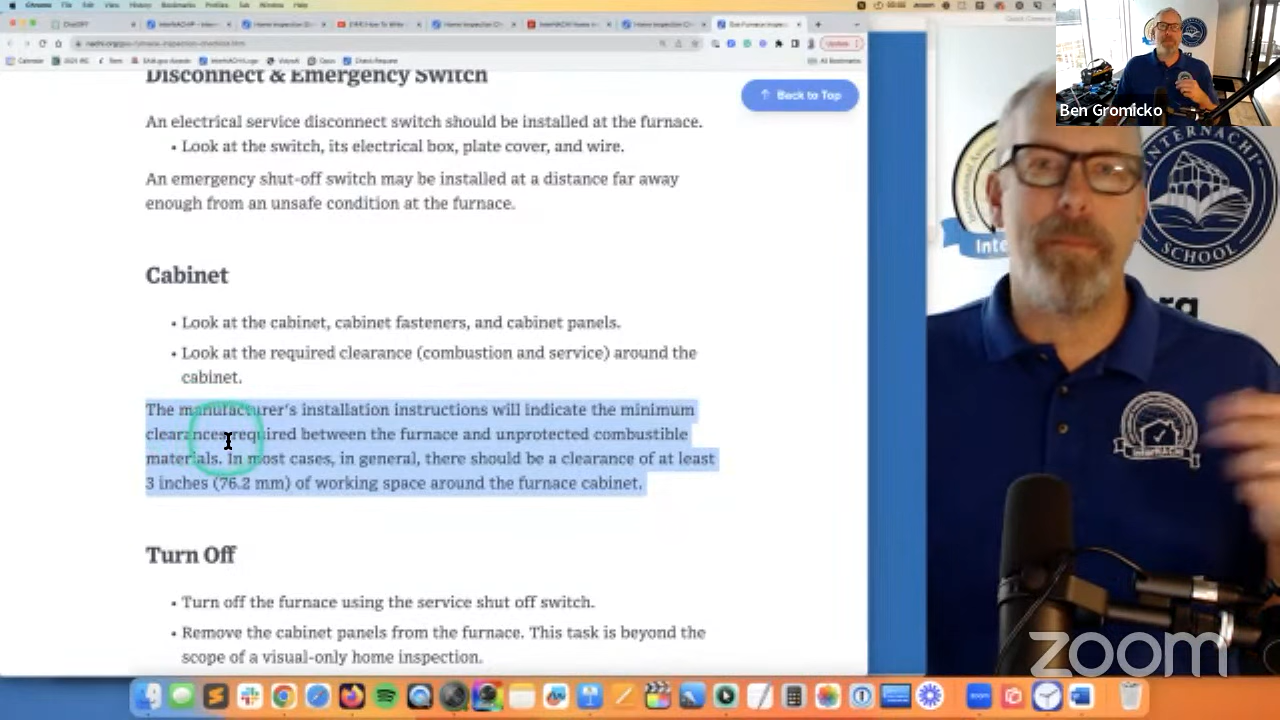 Disconnect & Emergency Switch
Back to Top
An electrical service disconnect switch should be installed at the furnace.
• Look at the switch, its electrical box, plate cover, and wire.
An emergency shut-off switch may be installed at a distance far away
enough from an unsafe condition at the furnace.
Cabinet
• Look at the cabinet, cabinet fasteners, and cabinet panels.
• Look at the required clearance (combustion and service) around the
cabinet.
The manufacturer's installation instructions will indicate the minimum
clearances required between the furnace and unprotected combustible
materials. In most cases, in general, there should be a clearance of at least
3 inches (76.2 mm) of working space around the furnace cabinet.
Turn Off
• Turn off the furnace using the service shut off switch.
• Remove the cabinet panels from the furnace. This task is beyond the
scope of a visual-only home inspection.
Ben Gromicko
INTERNACHI
SCHOOL
InterNACHI
zoom